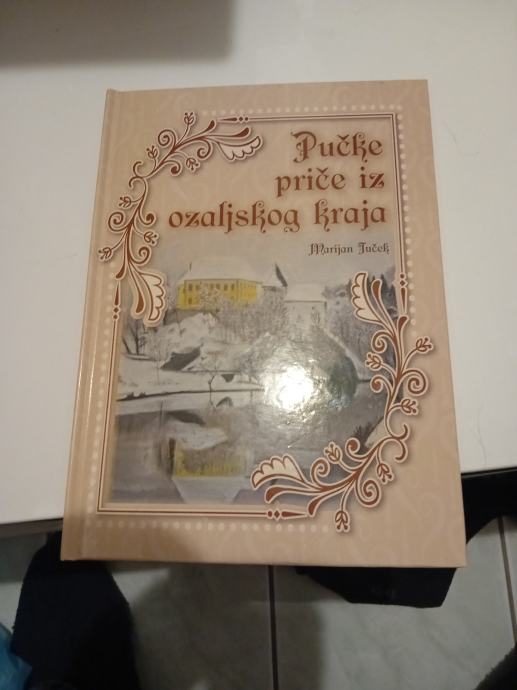 Pučke
priče iz
ozaljskog kraja
Marijan Juček